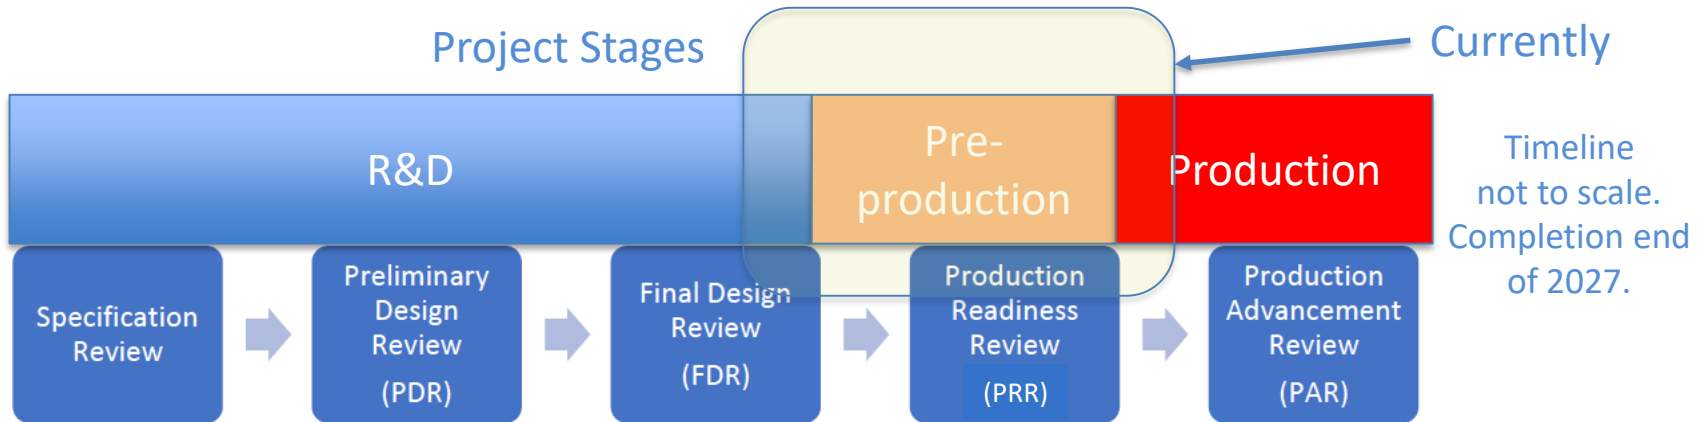 Project Stages
Currently
R&D
Pre-
production
Production
Timeline
not to scale.
Completion end
of 2027.
Specification
Review
Preliminary
Design
Review
(PDR)
Final Design
Review
(FDR)
Production
Readiness
Review
(PRR)
Production
Advancement
Review
(PAR)